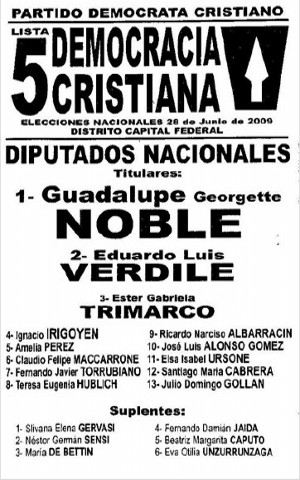 PARTIDO DEMOCRATA CRISTIANO
LISTA
5 DEMOCRACIA
CRISTIANA
ELECCIONES NACIONALES 28 de Junio de 2009
DISTRITO CAPITAL FEDERAL
DIPUTADOS NACIONALES
Titulares:
1- Guadalupe Georgette
NOBLE
2- Eduardo Luis
VERDILE
3- Ester Gabriela
TRIMARCO
4- Ignacio IRIGOYEN
5- Amelia PEREZ
6- Claudio Felipe MACCARRONE
7- Fernando Javier TORRUBIANO
8- Teresa Eugenia HUBLICH
9- Ricardo Narciso ALBARRACIN
10- José Luis ALONSO GOMEZ
11- Elsa Isabel URSONE
12- Santiago María CABRERA
13- Julio Domingo GOLLAN
Suplentes:
1- Silvana Elena GERVASI
2- Néstor Germán SENSI
3- María DE BETTIN
4- Fernando Damián JAIDA
5- Beatriz Margarita CAPUTO
6- Eva Otilia UNZURRUNZAGA